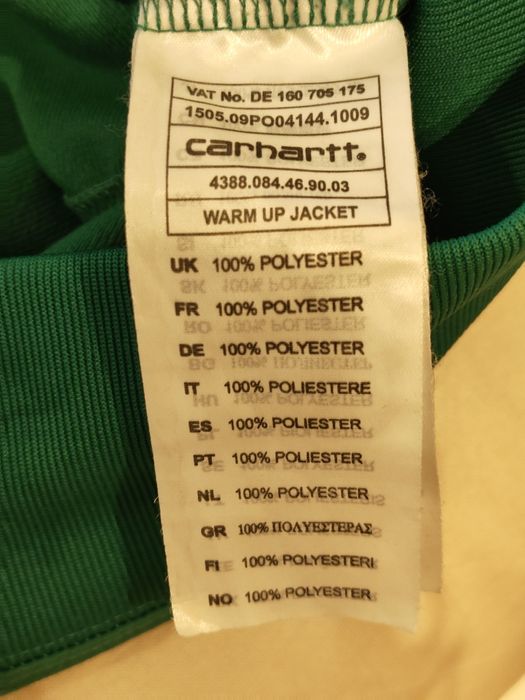 VAT No. DE 160 705 175
1505.09PO04144.1009
carhartt.
4388.084.46.90.03
WARM UP JACKET
UK 100% POLYESTER
FR 100% POLYESTER
DE 100% POLYESTER
IT 100% POLIESTERE
ES 100% POLYESTER
PT 100% POLIESTER
NL 100% POLYESTER
GR 100% ΠΟΛΥΕΣΤΕΡΑΣ
FI 100% POLYESTERI
NO 100% POLYESTER